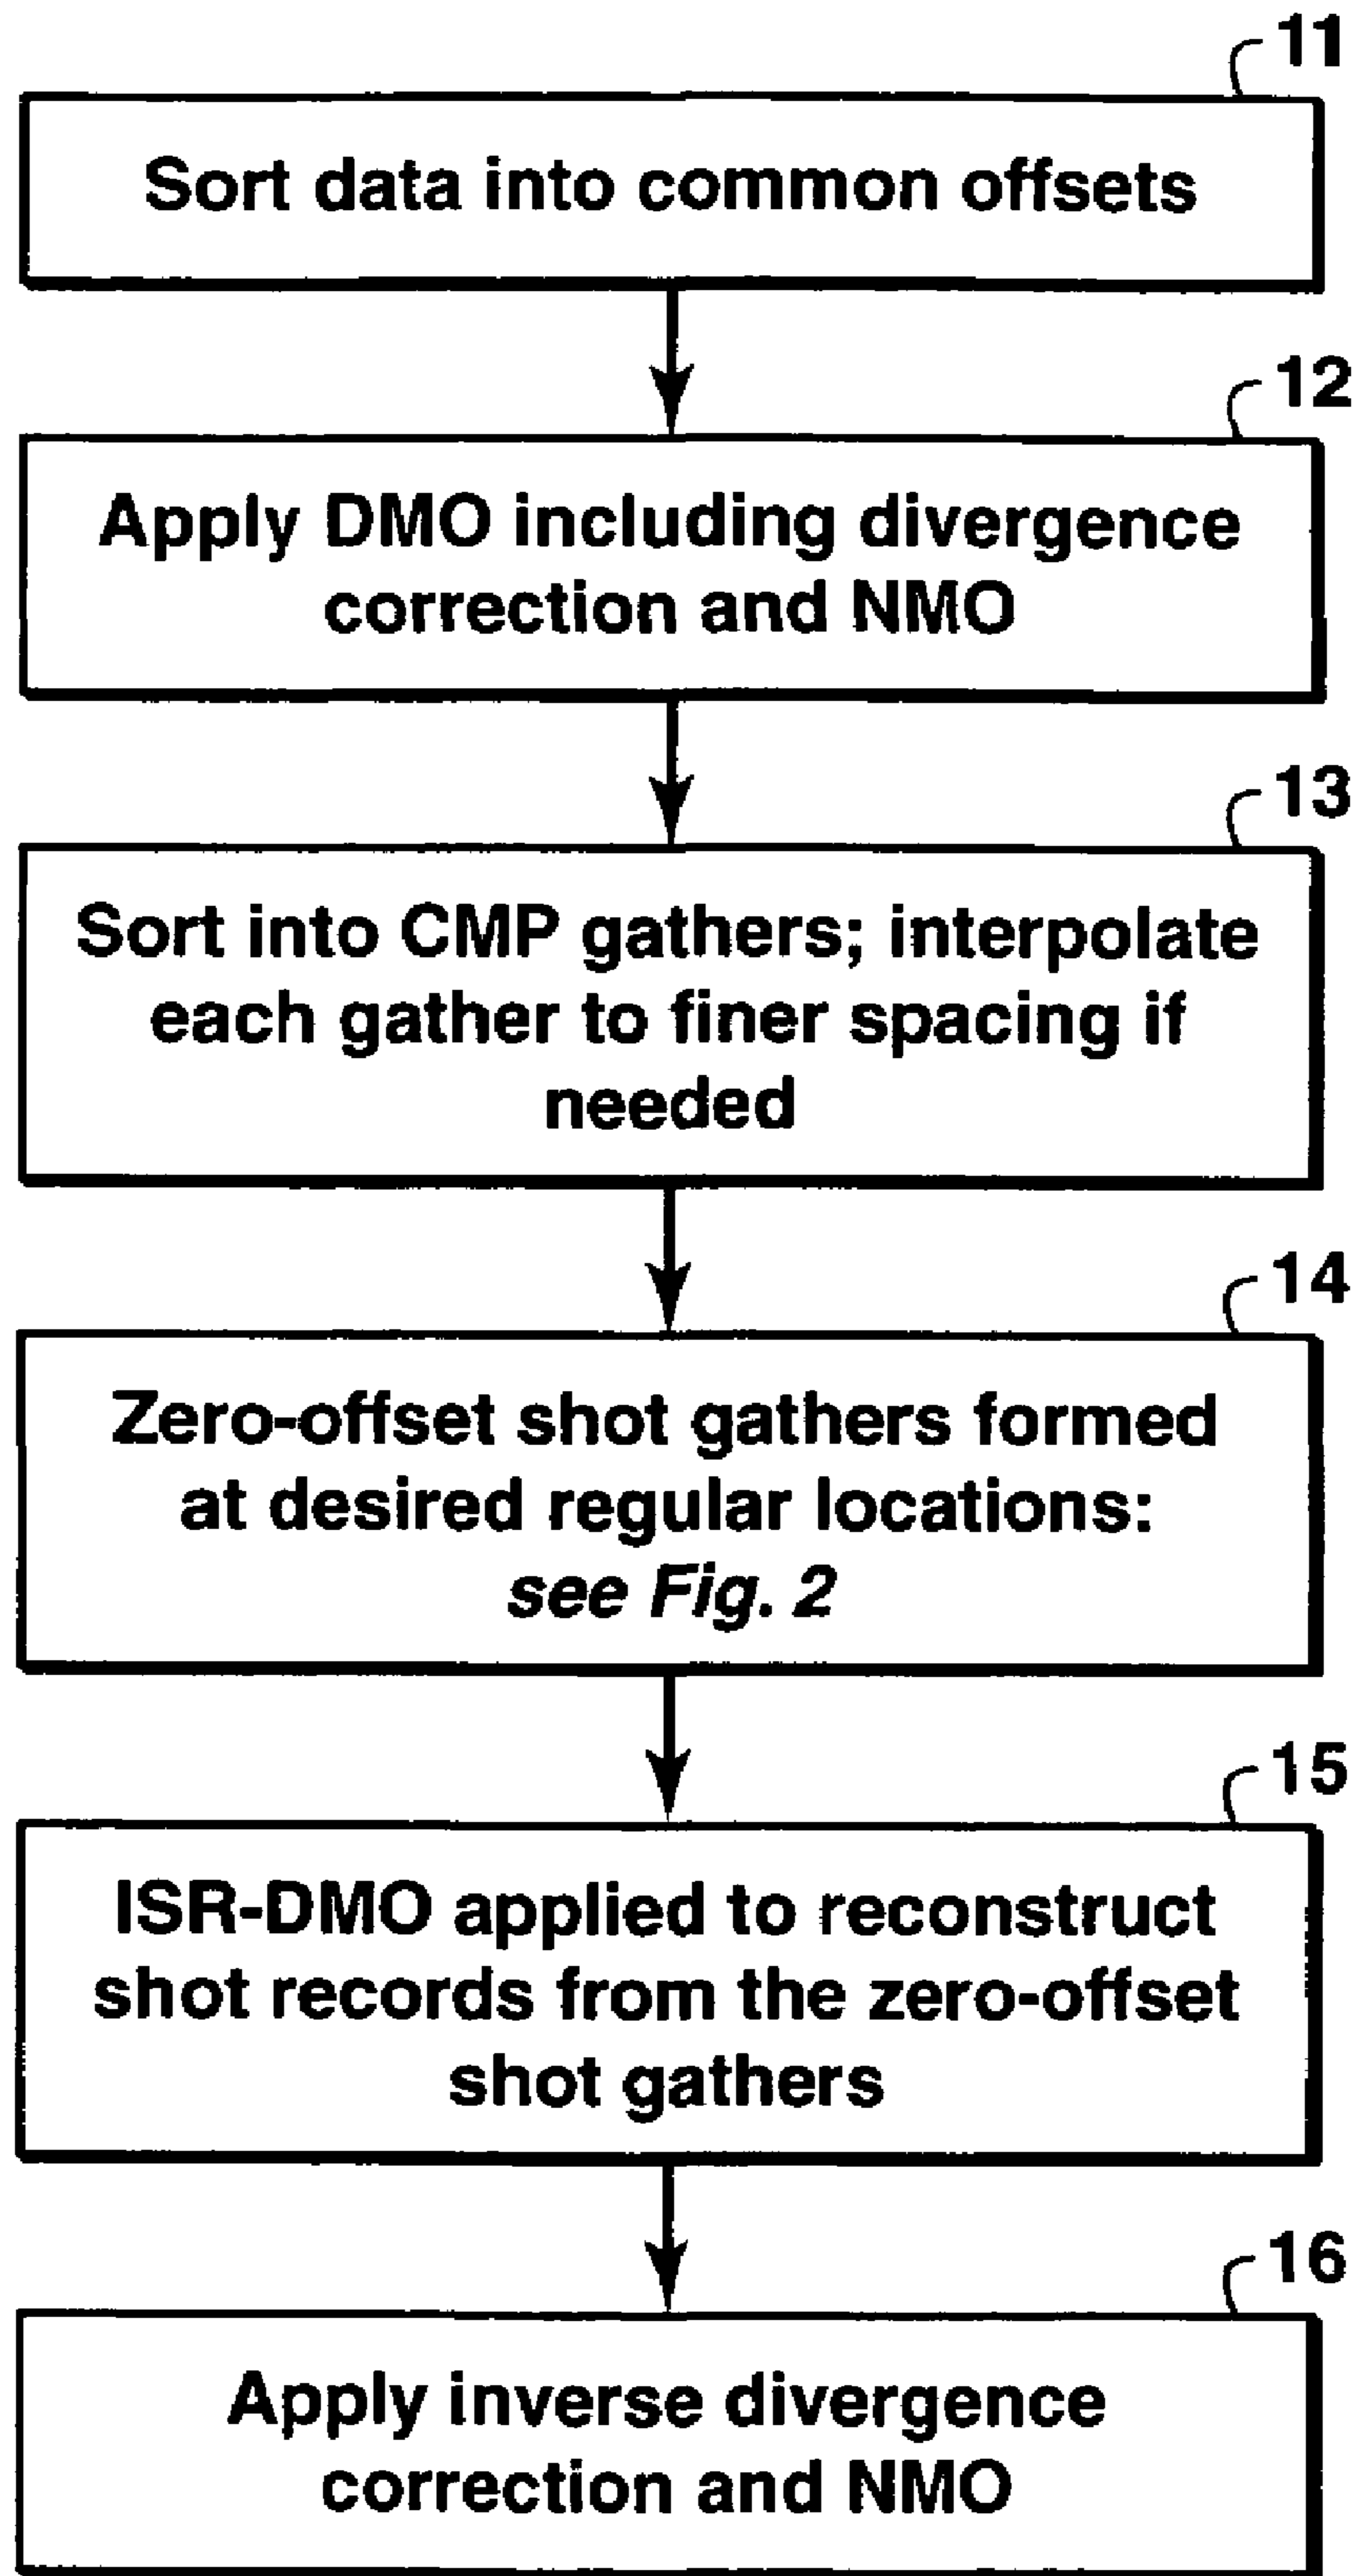 11
Sort data into common offsets
12
Apply DMO including divergence
correction and NMO
13
Sort into CMP gathers; interpolate
each gather to finer spacing if
needed
14
Zero-offset shot gathers formed
at desired regular locations:
see Fig. 2
15
ISR-DMO applied to reconstruct
shot records from the zero-offset
shot gathers
16
Apply inverse divergence
correction and NMO